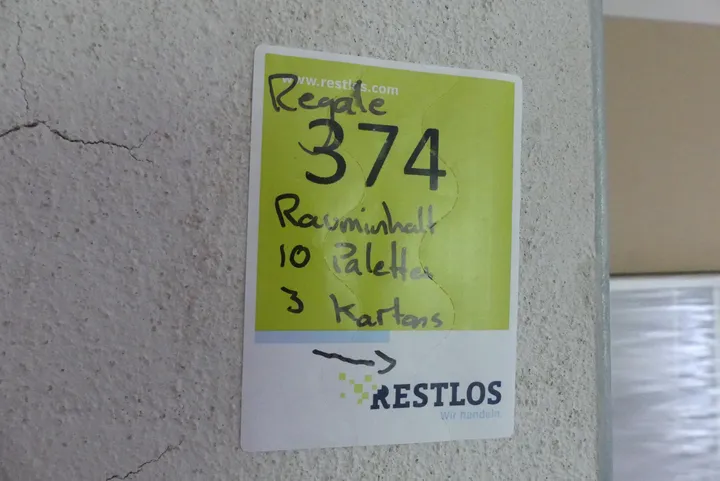 www.restlos.com
Regale
374
Rauminhalt
10 Paletten
3 Kartons
RESTLOS
Wir handeln.